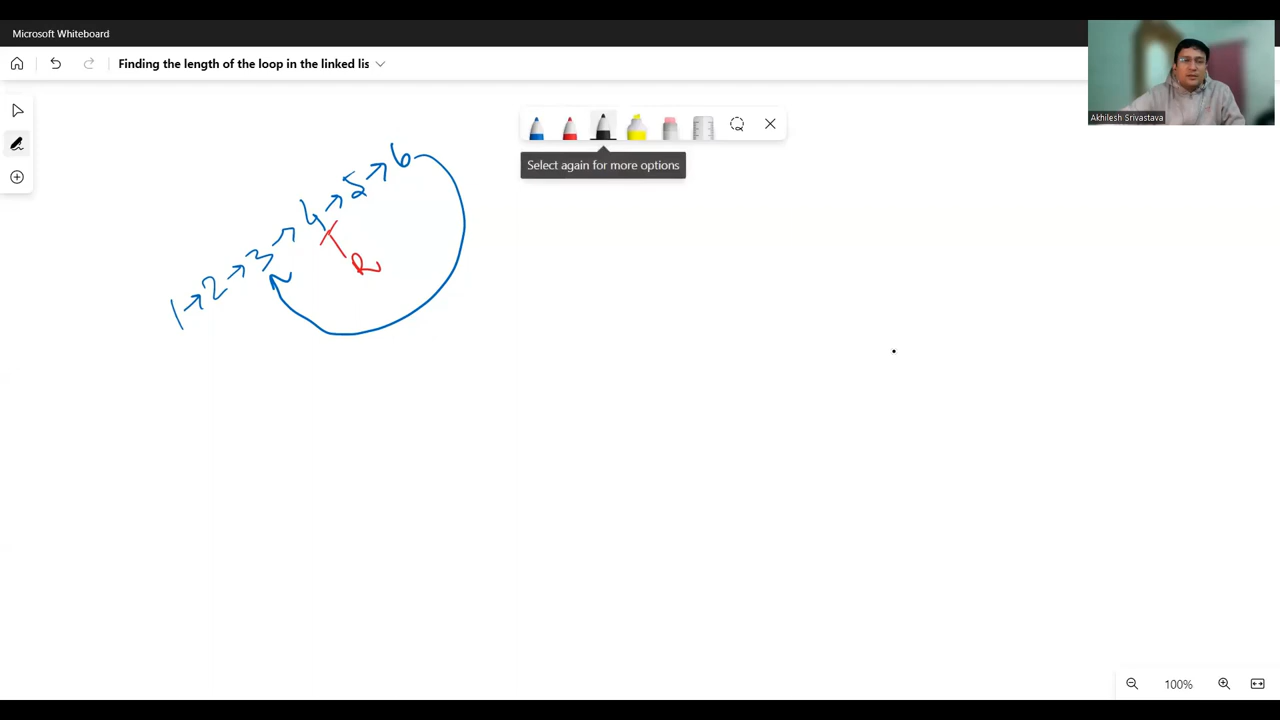 Microsoft Whiteboard
Finding the length of the loop in the linked lis
Akhilesh Srivastava
Select again for more options
1→2→3→4→5→6
R
100%